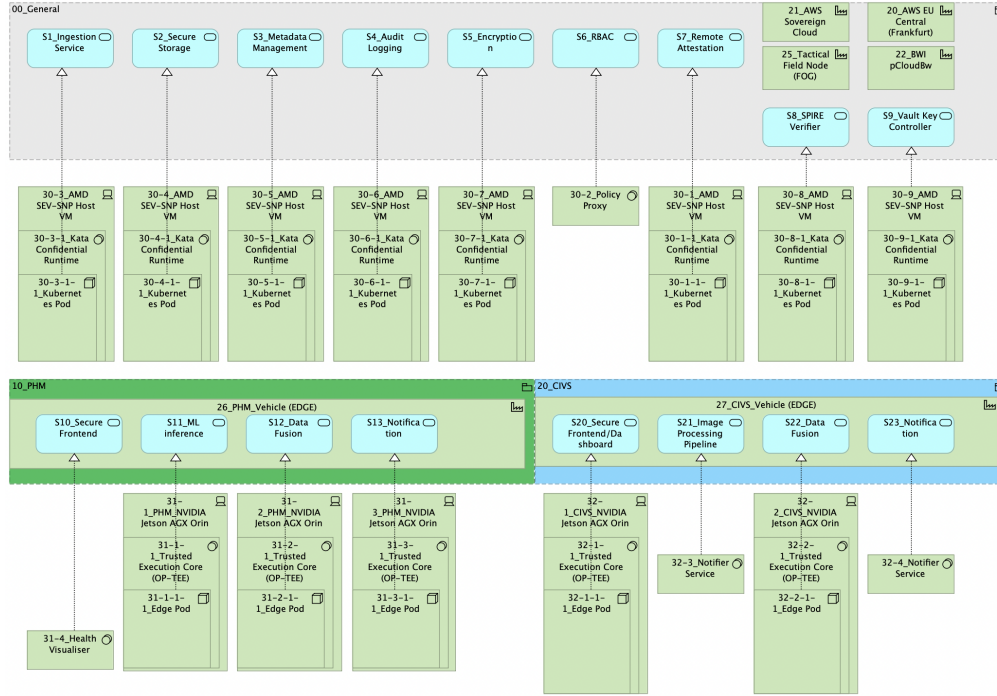 00_General
S1_Ingestion
Service
S2_Secure
Storage
S3_Metadata
Management
S4_Audit
Logging
S5_Encryptio
n
S6_RBAC
S7_Remote
Attestation
21_AWS
Sovereign
Cloud
20_AWS EU
Central
(Frankfurt)
25_Tactical
Field Node
(FOG)
22_BWI
pCloudBw
S8_SPIRE
Verifier
S9_Vault Key
Controller
30-3_AMD
SEV-SNP Host
VM
30-3-1_Kata
Confidential
Runtime
30-3-1-
1_Kubernet
es Pod
30-4_AMD
SEV-SNP Host
VM
30-4-1_Kata
Confidential
Runtime
30-4-1-
1_Kubernet
es Pod
30-5_AMD
SEV-SNP Host
VM
30-5-1_Kata
Confidential
Runtime
30-5-1-
1_Kubernet
es Pod
30-6_AMD
SEV-SNP Host
VM
30-6-1_Kata
Confidential
Runtime
30-6-1-
1_Kubernet
es Pod
30-7_AMD
SEV-SNP Host
VM
30-7-1_Kata
Confidential
Runtime
30-7-1-
1_Kubernet
es Pod
30-2_Policy
Proxy
30-1_AMD
SEV-SNP Host
VM
30-1-1_Kata
Confidential
Runtime
30-1-1-
1_Kubernet
es Pod
30-8_AMD
SEV-SNP Host
VM
30-8-1_Kata
Confidential
Runtime
30-8-1-
1_Kubernet
es Pod
30-9_AMD
SEV-SNP Host
VM
30-9-1_Kata
Confidential
Runtime
30-9-1-
1_Kubernet
es Pod
10_PHM
26_PHM_Vehicle (EDGE)
S10_Secure
Frontend
S11_ML
inference
S12_Data
Fusion
S13_Notifica
tion
20_CIVS
27_CIVS_Vehicle (EDGE)
S20_Secure
Frontend/Da
shboard
S21_Image
Processing
Pipeline
S22_Data
Fusion
S23_Notifica
tion
31-4_Health
Visualiser
31-
1_PHM_NVIDIA
Jetson AGX Orin
31-1-
1_Trusted
Execution Core
(OP-TEE)
31-1-1-
1_Edge Pod
31-
2_PHM_NVIDIA
Jetson AGX Orin
31-2-
1_Trusted
Execution Core
(OP-TEE)
31-2-1-
1_Edge Pod
31-
3_PHM_NVIDIA
Jetson AGX Orin
31-3-
1_Trusted
Execution Core
(OP-TEE)
31-3-1-
1_Edge Pod
32-
1_CIVS_NVIDIA
Jetson AGX Orin
32-1-
1_Trusted
Execution Core
(OP-TEE)
32-1-1-
1_Edge Pod
32-3_Notifier
Service
32-
2_CIVS_NVIDIA
Jetson AGX Orin
32-2-
1_Trusted
Execution Core
(OP-TEE)
32-2-1-
1_Edge Pod
32-4_Notifier
Service